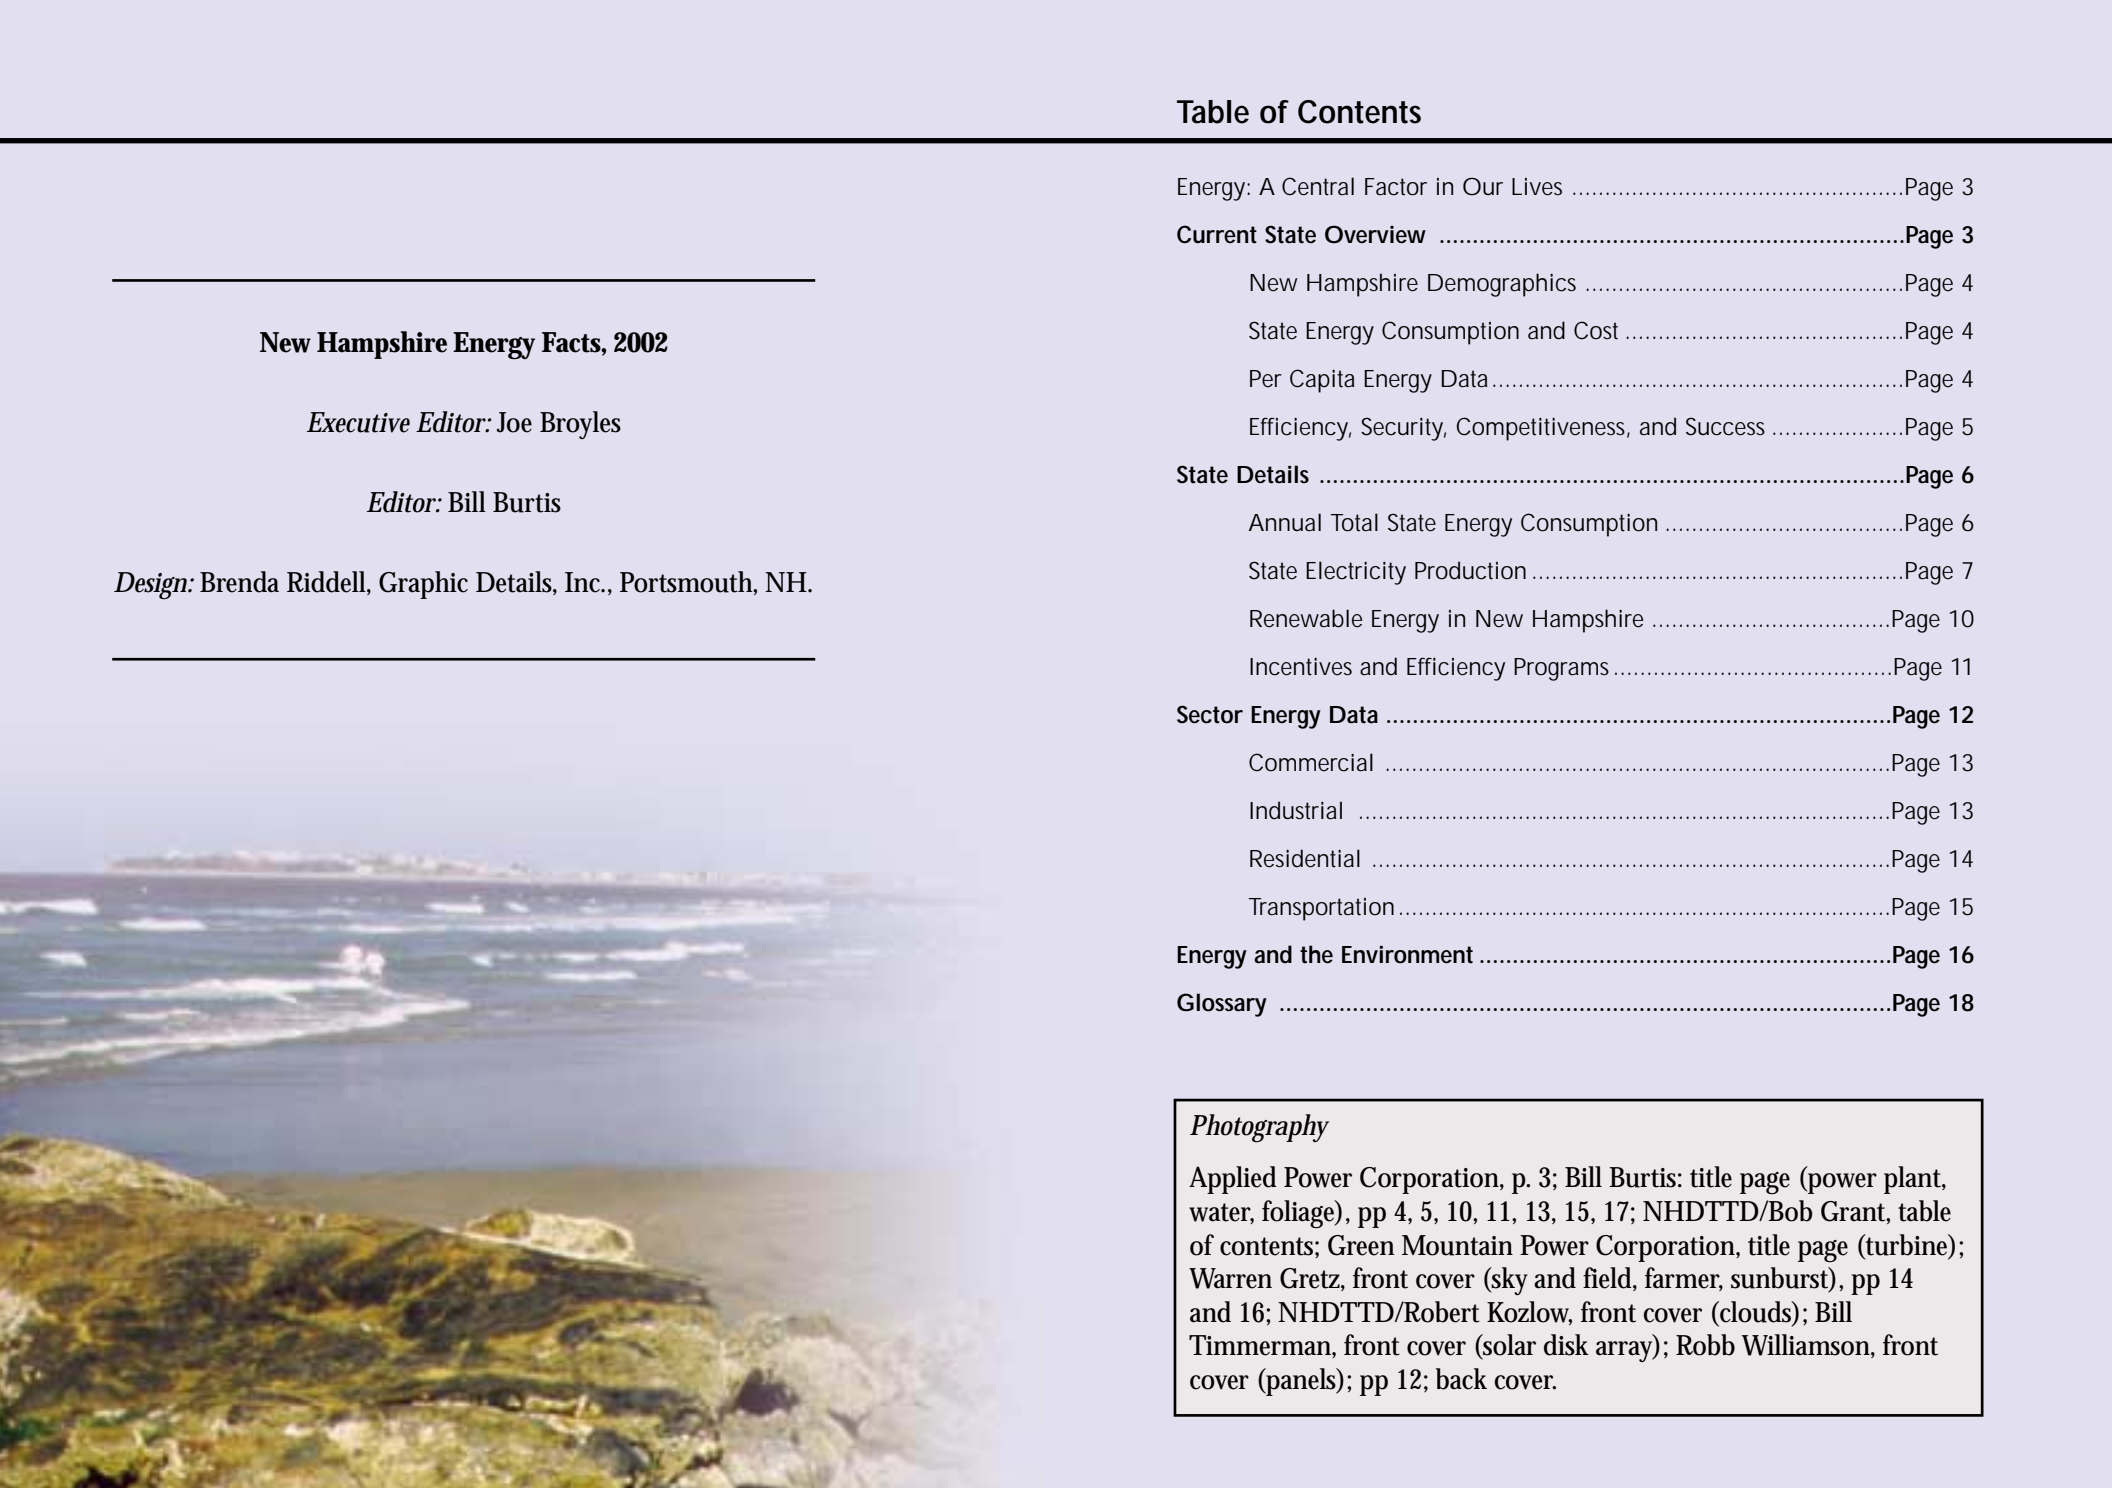 New Hampshire Energy Facts, 2002
Executive Editor: Joe Broyles
Editor: Bill Burtis
Design: Brenda Riddell, Graphic Details, Inc., Portsmouth, NH.
Table of Contents
Energy: A Central Factor in Our Lives ..................................................Page 3
Current State Overview ......................................................................Page 3
New Hampshire Demographics ................................................Page 4
State Energy Consumption and Cost ..........................................Page 4
Per Capita Energy Data..............................................................Page 4
Efficiency, Security, Competitiveness, and Success ....................Page 5
State Details ........................................................................................Page 6
Annual Total State Energy Consumption ....................................Page 6
State Electricity Production ........................................................Page 7
Renewable Energy in New Hampshire ....................................Page 10
Incentives and Efficiency Programs ..........................................Page 11
Sector Energy Data ............................................................................Page 12
Commercial ............................................................................Page 13
Industrial ................................................................................Page 13
Residential ..............................................................................Page 14
Transportation ..........................................................................Page 15
Energy and the Environment ..............................................................Page 16
Glossary ............................................................................................Page 18
Photography
Applied Power Corporation, p. 3; Bill Burtis: title page (power plant,
water, foliage), pp 4, 5, 10, 11, 13, 15, 17; NHDTTD/Bob Grant, table
of contents; Green Mountain Power Corporation, title page (turbine);
Warren Gretz, front cover (sky and field, farmer, sunburst), pp 14
and 16; NHDTTD/Robert Kozlow, front cover (clouds); Bill
Timmerman, front cover (solar disk array); Robb Williamson, front
cover (panels); pp 12; back cover.